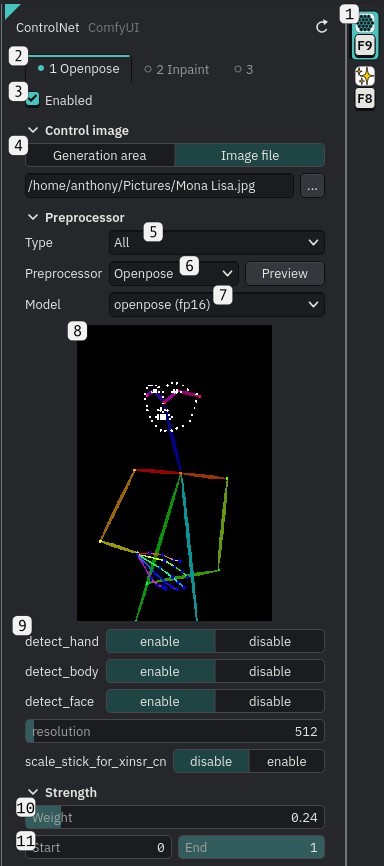 ControlNet ComfyUI
1
F9
2
1 Openpose 2 Inpaint 3
F8
3
Enabled
Control image
4
Generation area Image file
/home/anthony/Pictures/Mona Lisa.jpg ...
Preprocessor
5
Type All
6
Preprocessor Openpose Preview
7
Model openpose (fp16)
8
9
detect_hand enable disable
detect_body enable disable
detect_face enable disable
resolution 512
scale_stick_for_xinsr_cn disable enable
Strength
10
Weight 0.24
11
Start 0 End 1